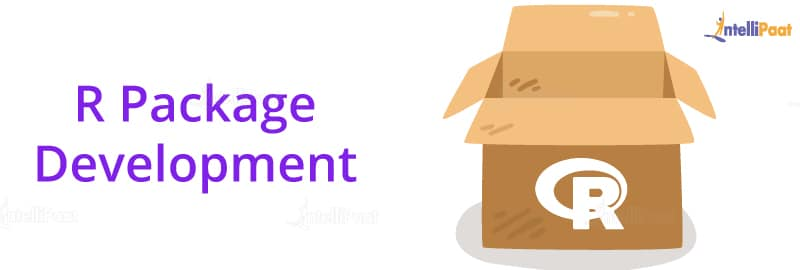 R Package
Development
IntelliPaat
R